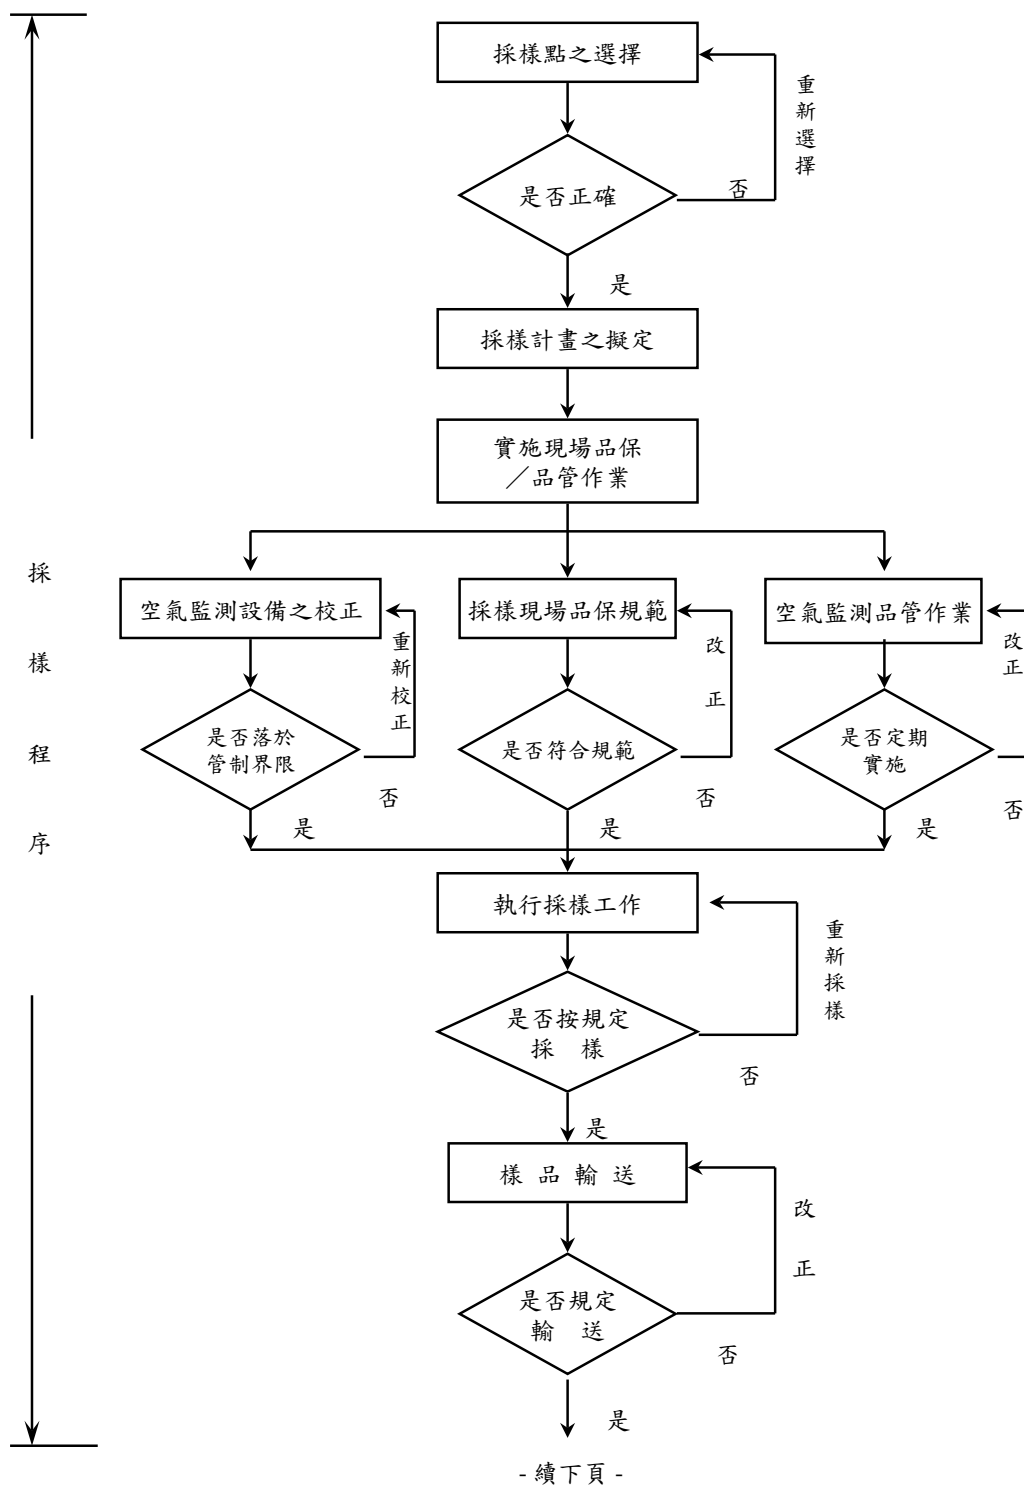 採樣點之選擇
重新選擇
是否正確
否
是
採樣計畫之擬定
實施現場品保
／品管作業
採樣程序
空氣監測設備之校正
重新校正
採樣現場品保規範
改正
空氣監測品管作業
改正
是否落於
管制界限
否
是否符合規範
否
是否定期
實施
否
是
是
是
執行採樣工作
重新採樣
是否按規定
採　樣
否
是
樣品輸送
改正
是否規定
輸　送
否
是
- 續下頁 -